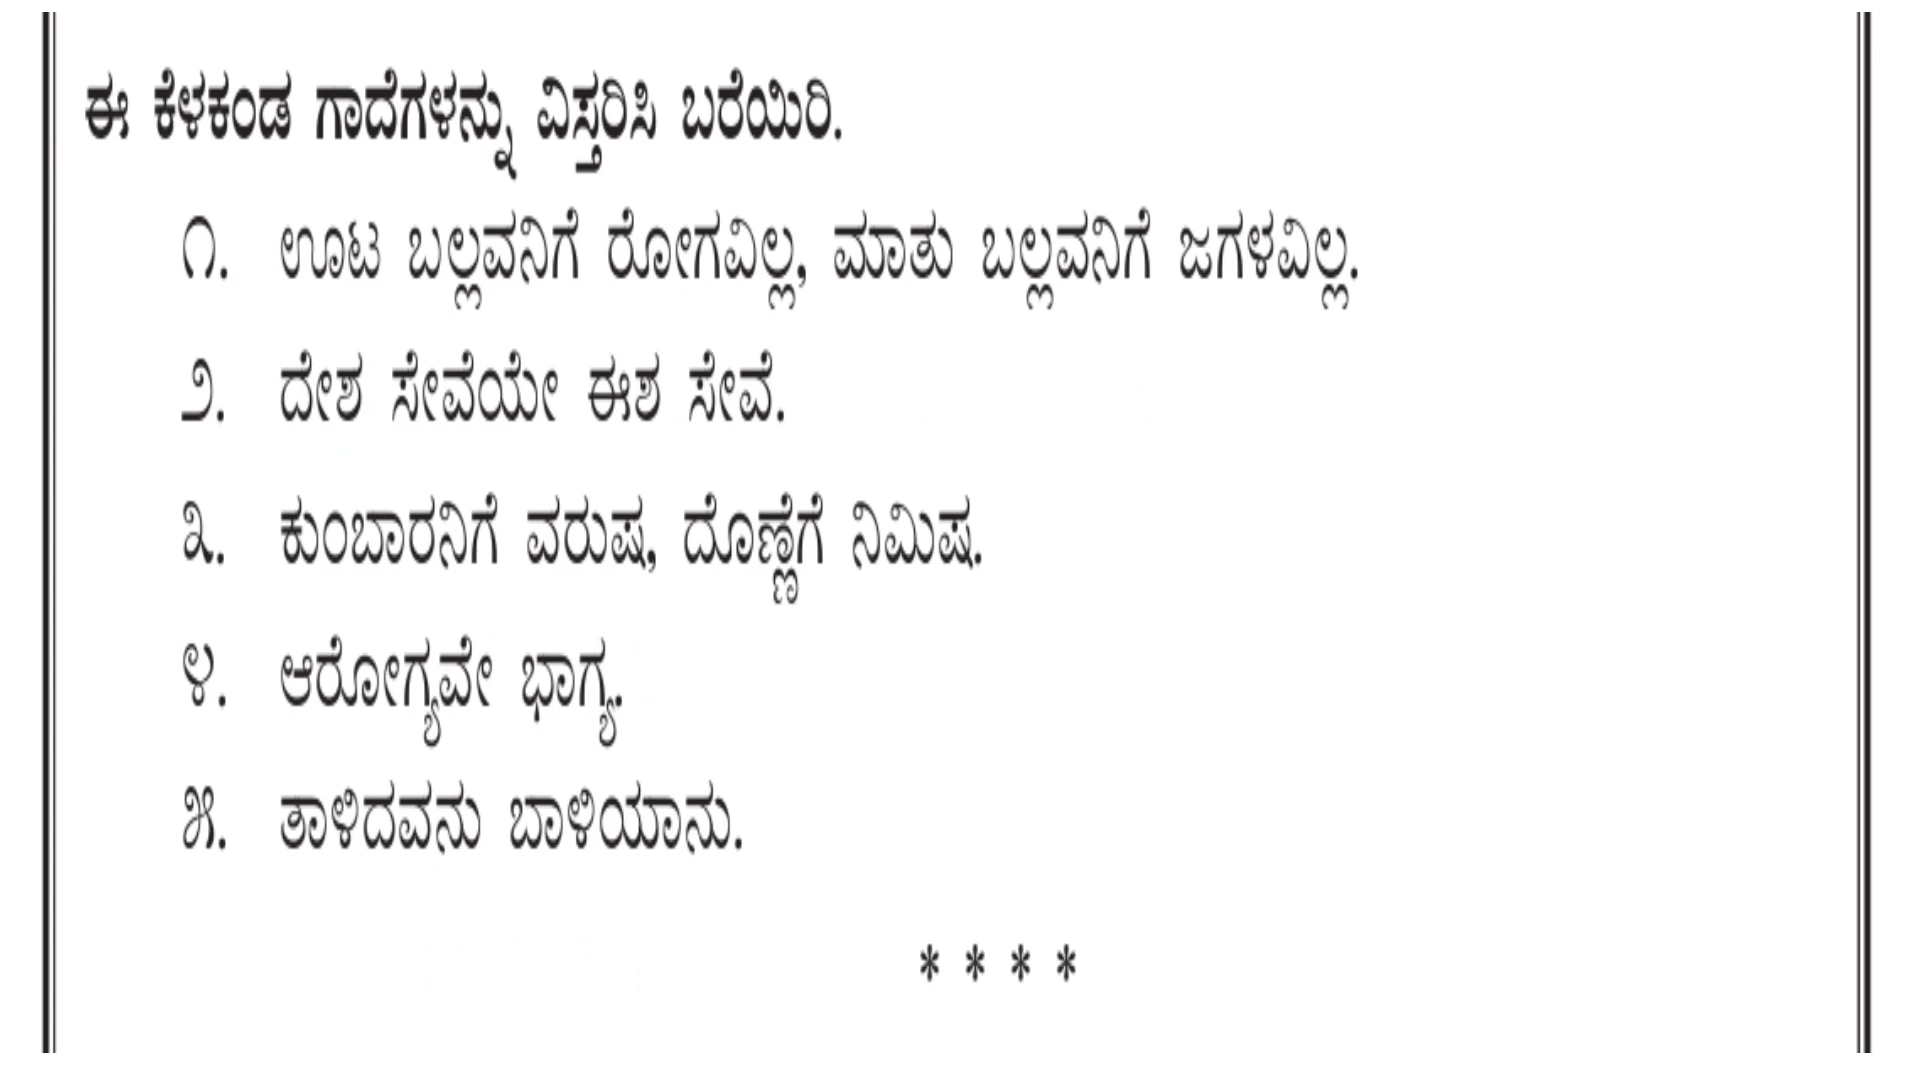 ಈ ಕೆಳಕಂಡ ಗಾದೆಗಳನ್ನು ವಿಸ್ತರಿಸಿ ಬರೆಯಿರಿ.
೧. ಊಟ ಬಲ್ಲವನಿಗೆ ರೋಗವಿಲ್ಲ, ಮಾತು ಬಲ್ಲವನಿಗೆ ಜಗಳವಿಲ್ಲ.
೨. ದೇಶ ಸೇವೆಯೇ ಈಶ ಸೇವೆ.
೩. ಕುಂಬಾರನಿಗೆ ವರುಷ, ದೊಣ್ಣೆಗೆ ನಿಮಿಷ.
೪. ಆರೋಗ್ಯವೇ ಭಾಗ್ಯ.
೫. ತಾಳಿದವನು ಬಾಳಿಯಾನು.
* * * *